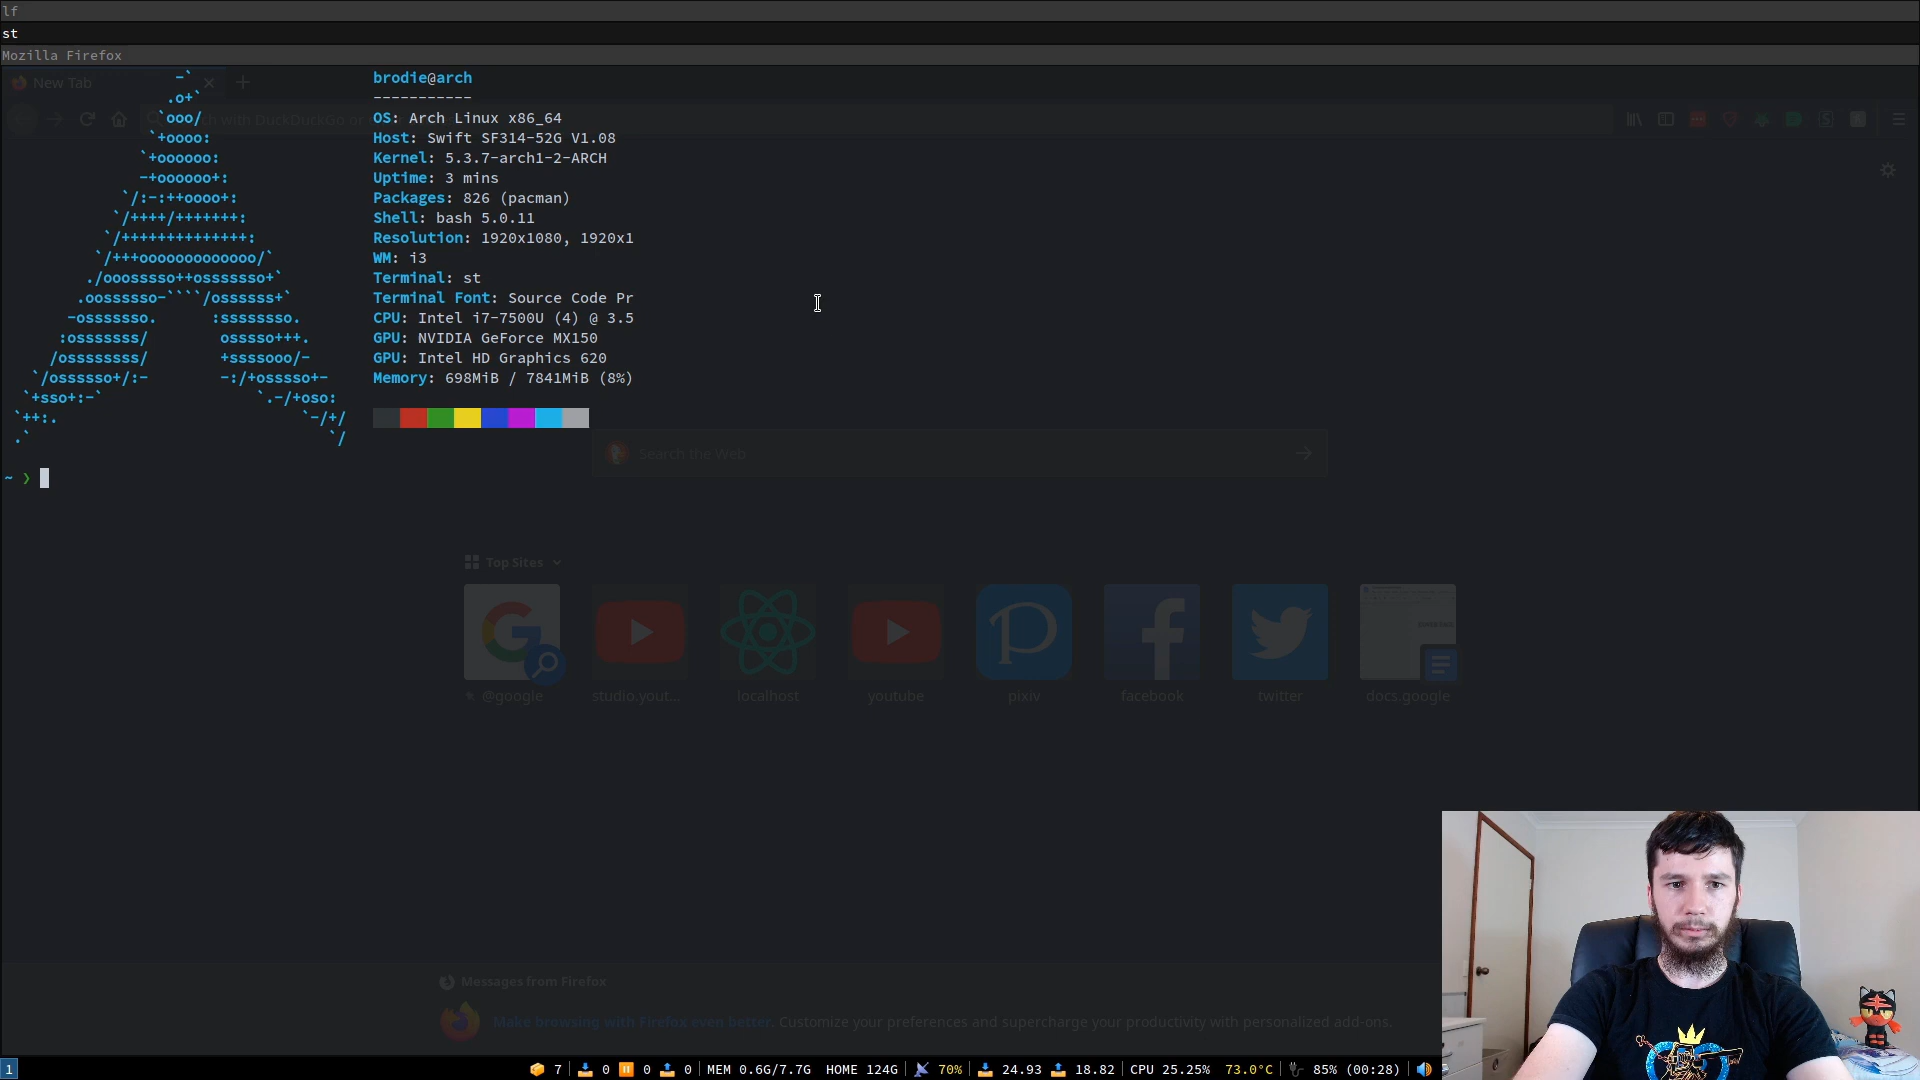 lf
st
Mozilla Firefox
New Tab
brodie@arch
-----------
OS: Arch Linux x86_64
Host: Swift SF314-52G V1.08
Kernel: 5.3.7-arch1-2-ARCH
Uptime: 3 mins
Packages: 826 (pacman)
Shell: bash 5.0.11
Resolution: 1920x1080, 1920x1
WM: i3
Terminal: st
Terminal Font: Source Code Pr
CPU: Intel i7-7500U (4) @ 3.5
GPU: NVIDIA GeForce MX150
GPU: Intel HD Graphics 620
Memory: 698MiB / 7841MiB (8%)
~ ❯
Search the Web
Top Sites
@google
studio.yout...
localhost
youtube
pixiv
facebook
twitter
docs.google
Messages from Firefox
Make browsing with Firefox even better. Customize your preferences and supercharge your productivity with personalized add-ons.
1
7 | 0 0 0 | MEM 0.6G/7.7G HOME 124G | 70% | 24.93 18.82 | CPU 25.25% 73.0°C | 85% (00:28) |